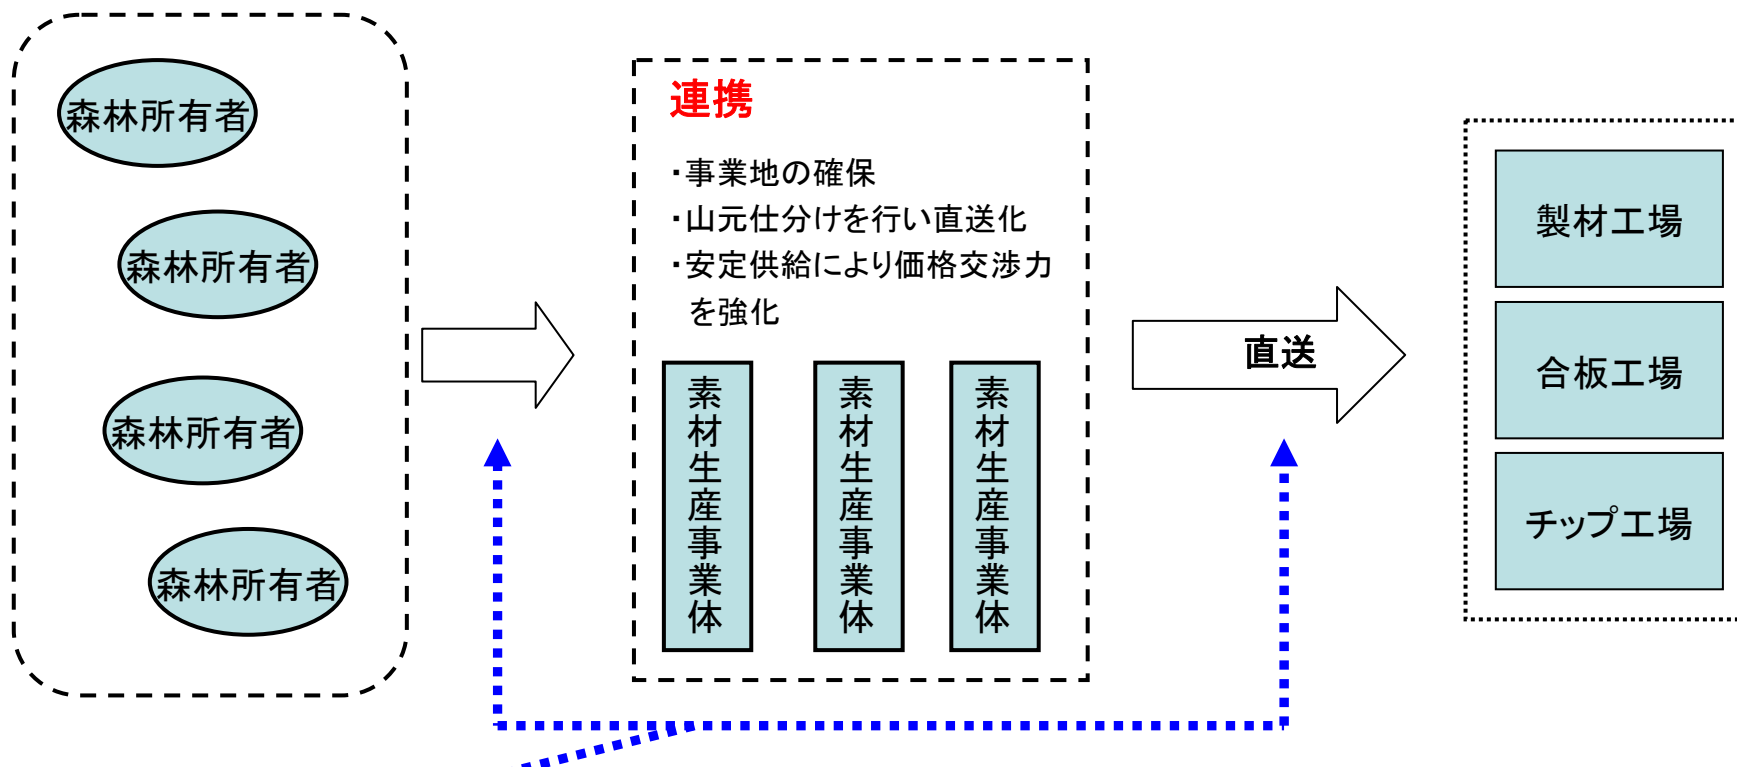 森林所有者
森林所有者
森林所有者
森林所有者
連携
・事業地の確保
・山元仕分けを行い直送化
・安定供給により価格交渉力
を強化
素材生産事業体
素材生産事業体
素材生産事業体
直送
製材工場
合板工場
チップ工場